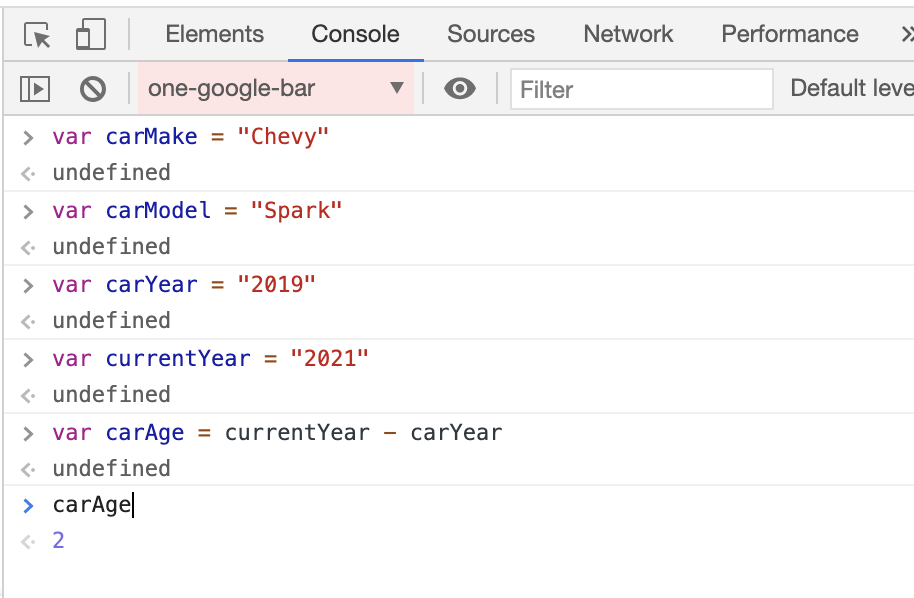 Elements Console Sources Network Performance »
one-google-bar ▼ Filter Default leve
> var carMake = "Chevy"
<· undefined
> var carModel = "Spark"
<· undefined
> var carYear = "2019"
<· undefined
> var currentYear = "2021"
<· undefined
> var carAge = currentYear - carYear
<· undefined
> carAge
<· 2